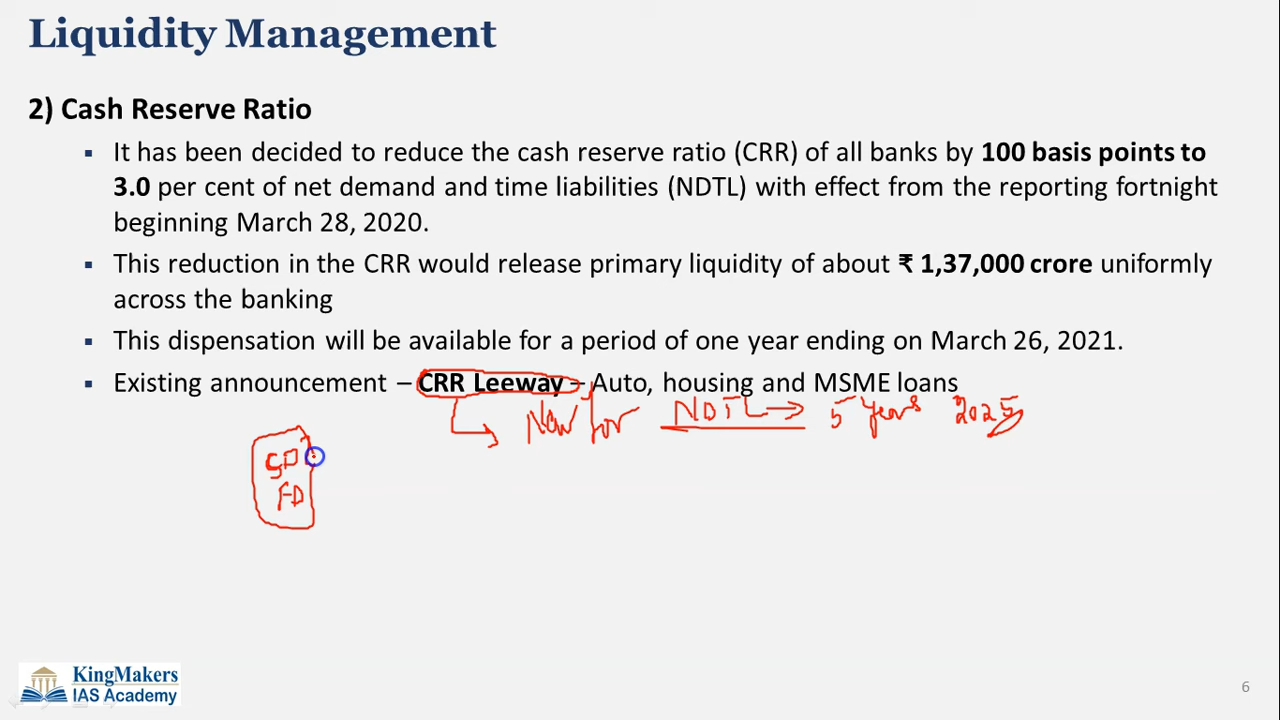 Liquidity Management
2) Cash Reserve Ratio
▪ It has been decided to reduce the cash reserve ratio (CRR) of all banks by 100 basis points to
3.0 per cent of net demand and time liabilities (NDTL) with effect from the reporting fortnight
beginning March 28, 2020.
▪ This reduction in the CRR would release primary liquidity of about ₹ 1,37,000 crore uniformly
across the banking
▪ This dispensation will be available for a period of one year ending on March 26, 2021.
▪ Existing announcement – CRR Leeway – Auto, housing and MSME loans
for NDTL → 5 years 2025
SD
FD
KingMakers
IAS Academy
6